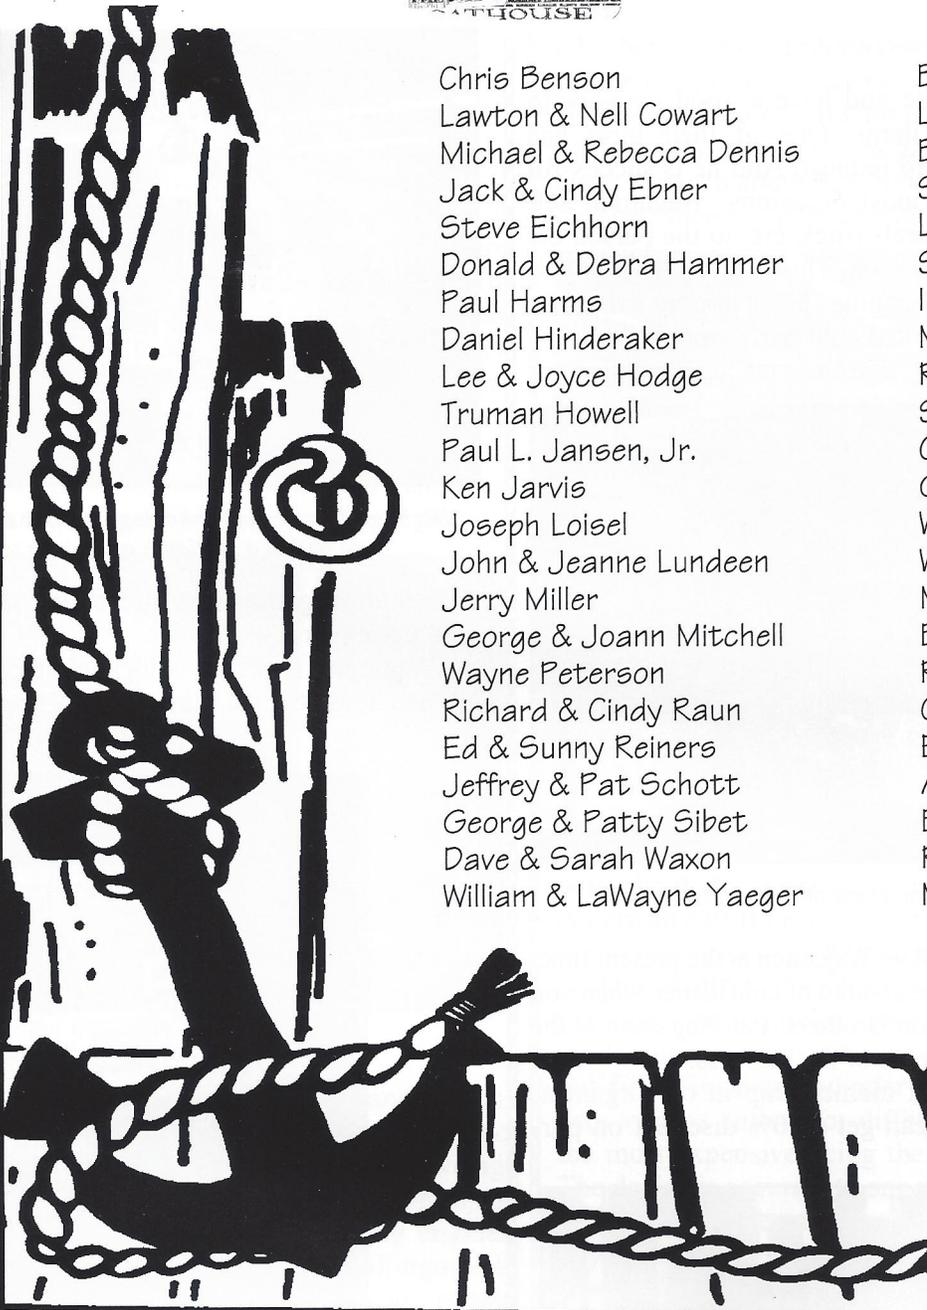 Chris Benson
Lawton & Nell Cowart
Michael & Rebecca Dennis
Jack & Cindy Ebner
Steve Eichhorn
Donald & Debra Hammer
Paul Harms
Daniel Hinderaker
Lee & Joyce Hodge
Truman Howell
Paul L. Jansen, Jr.
Ken Jarvis
Joseph Loisel
John & Jeanne Lundeen
Jerry Miller
George & Joann Mitchell
Wayne Peterson
Richard & Cindy Raun
Ed & Sunny Reiners
Jeffrey & Pat Schott
George & Patty Sibet
Dave & Sarah Waxon
William & LaWayne Yaeger